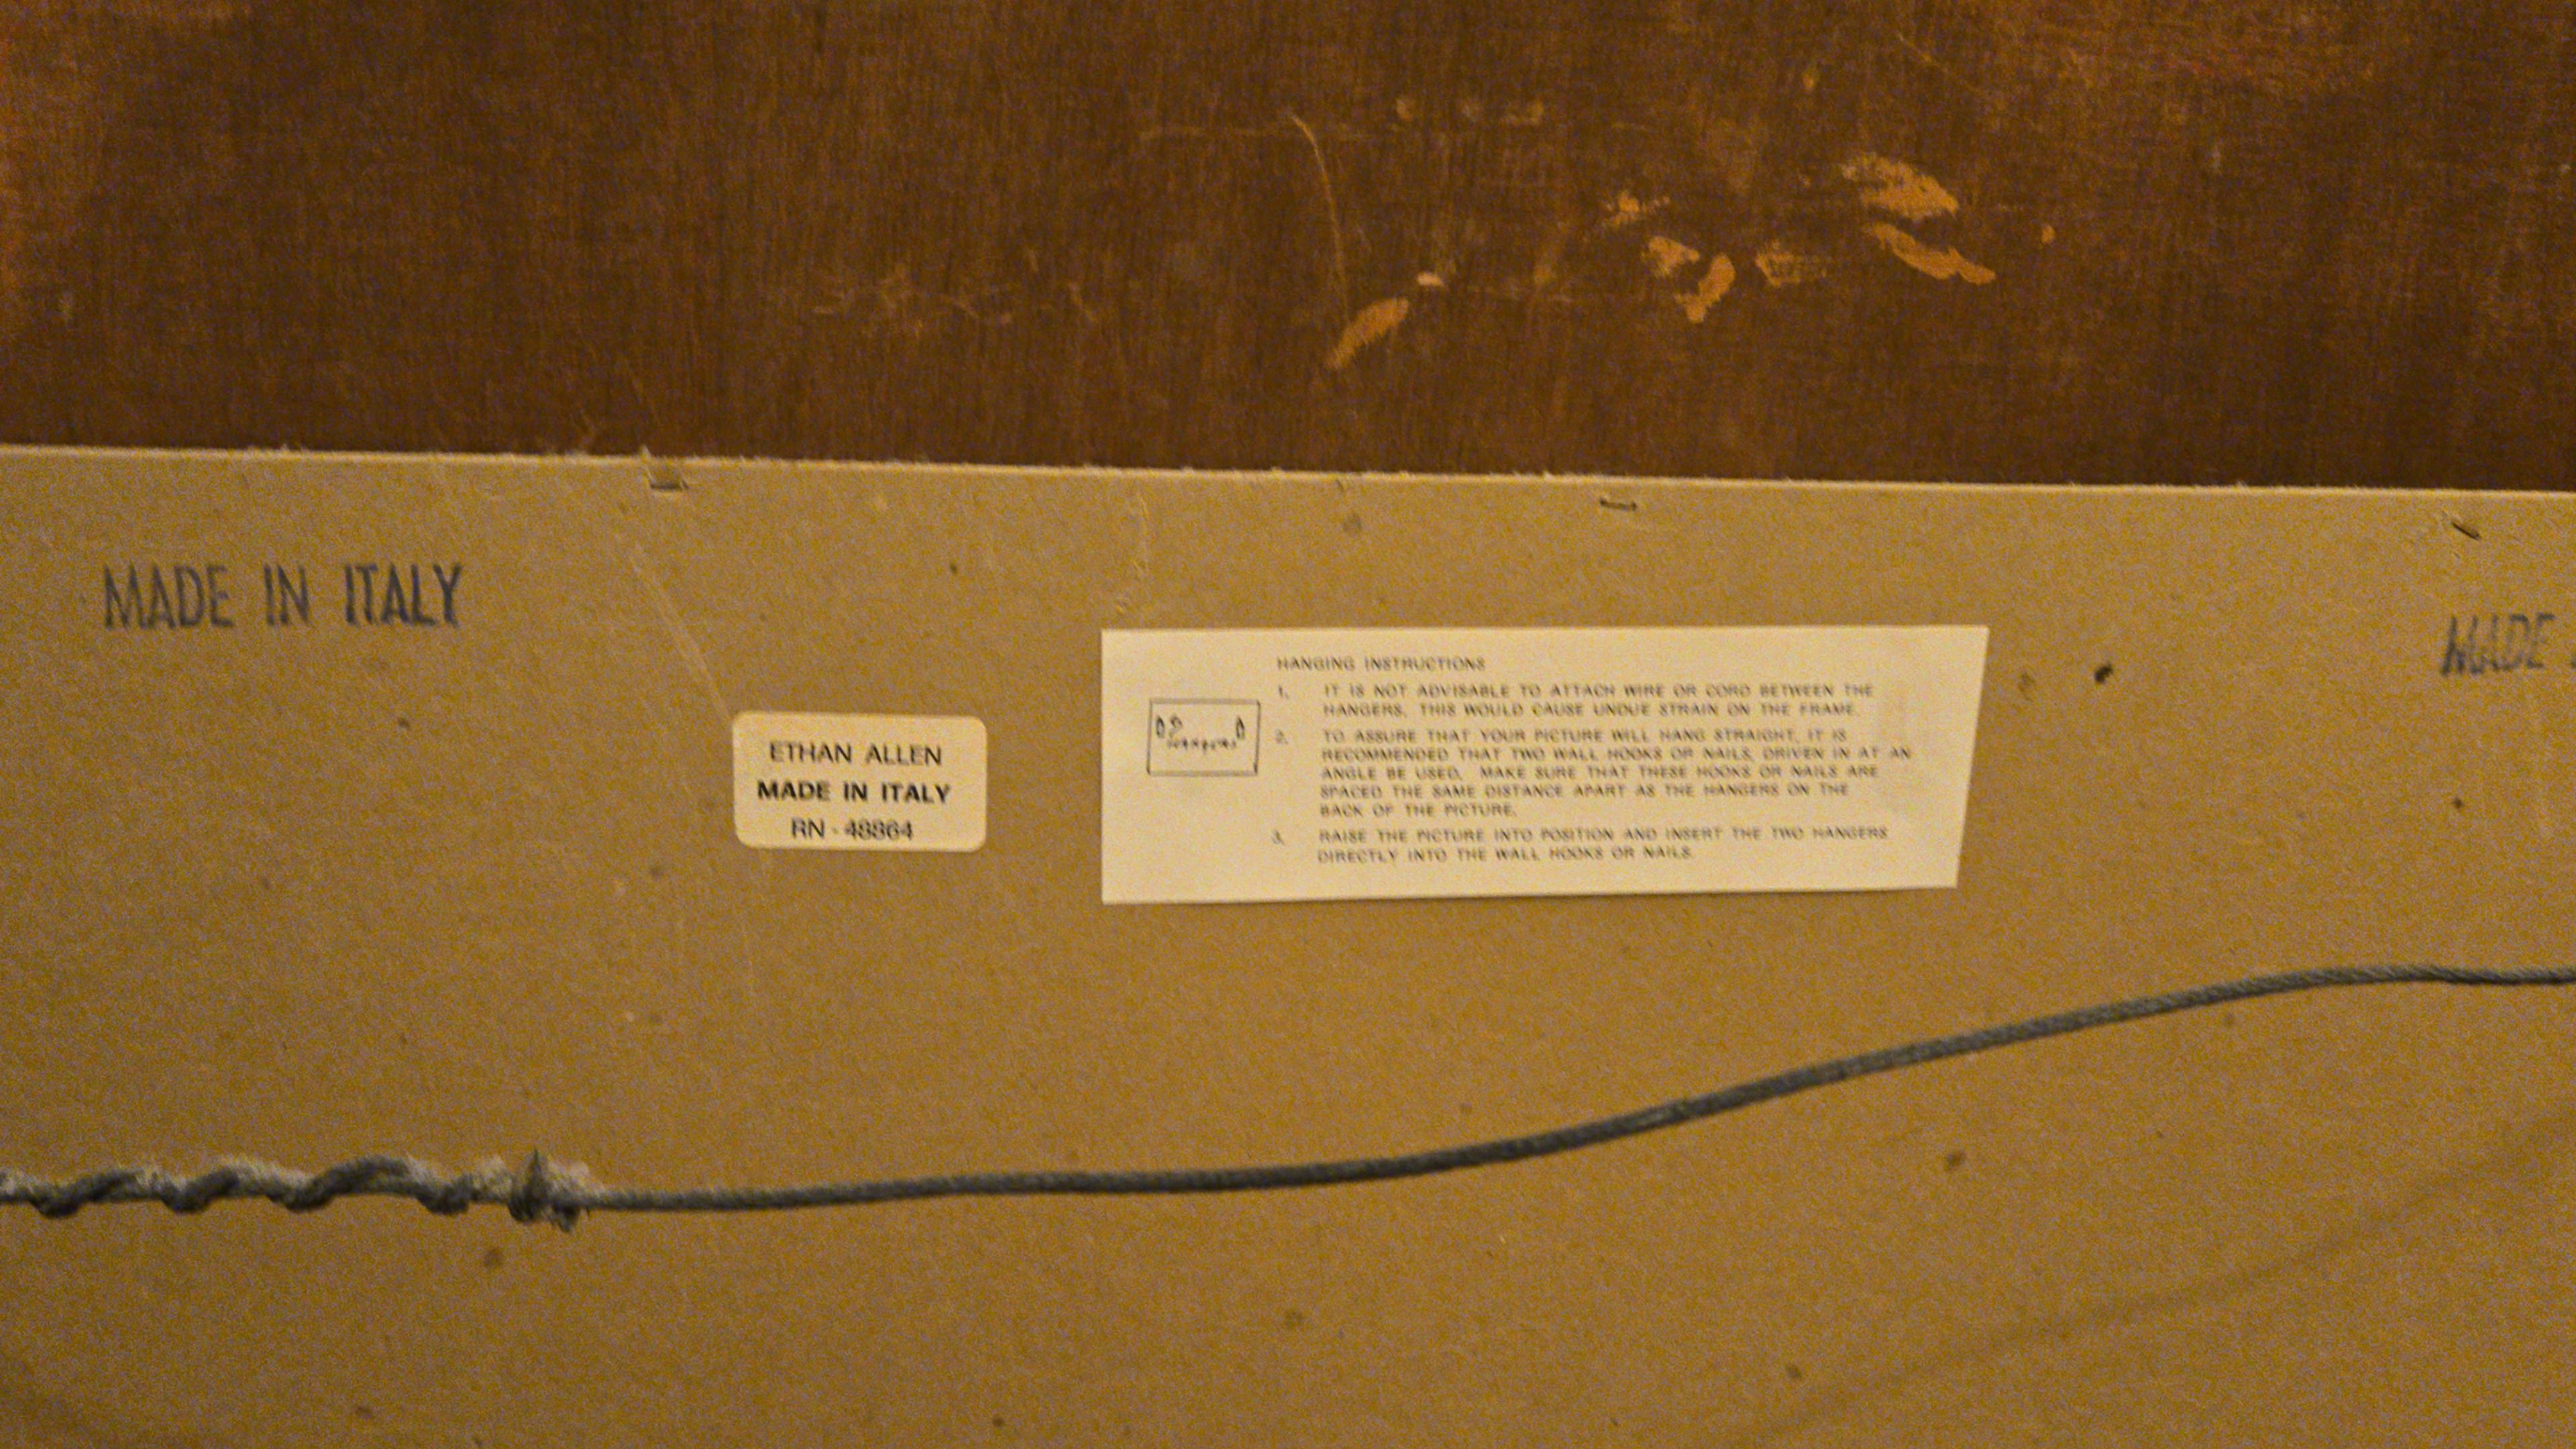 MADE IN ITALY
MADE
ETHAN ALLEN
MADE IN ITALY
RN - 48864
HANGING INSTRUCTIONS
1. IT IS NOT ADVISABLE TO ATTACH WIRE OR CORD BETWEEN THE
HANGERS. THIS WOULD CAUSE UNDUE STRAIN ON THE FRAME.
2. TO ASSURE THAT YOUR PICTURE WILL HANG STRAIGHT, IT IS
RECOMMENDED THAT TWO WALL HOOKS OR NAILS, DRIVEN IN AT AN
ANGLE BE USED. MAKE SURE THAT THESE HOOKS OR NAILS ARE
SPACED THE SAME DISTANCE APART AS THE HANGERS ON THE
BACK OF THE PICTURE.
3. RAISE THE PICTURE INTO POSITION AND INSERT THE TWO HANGERS
DIRECTLY INTO THE WALL HOOKS OR NAILS.